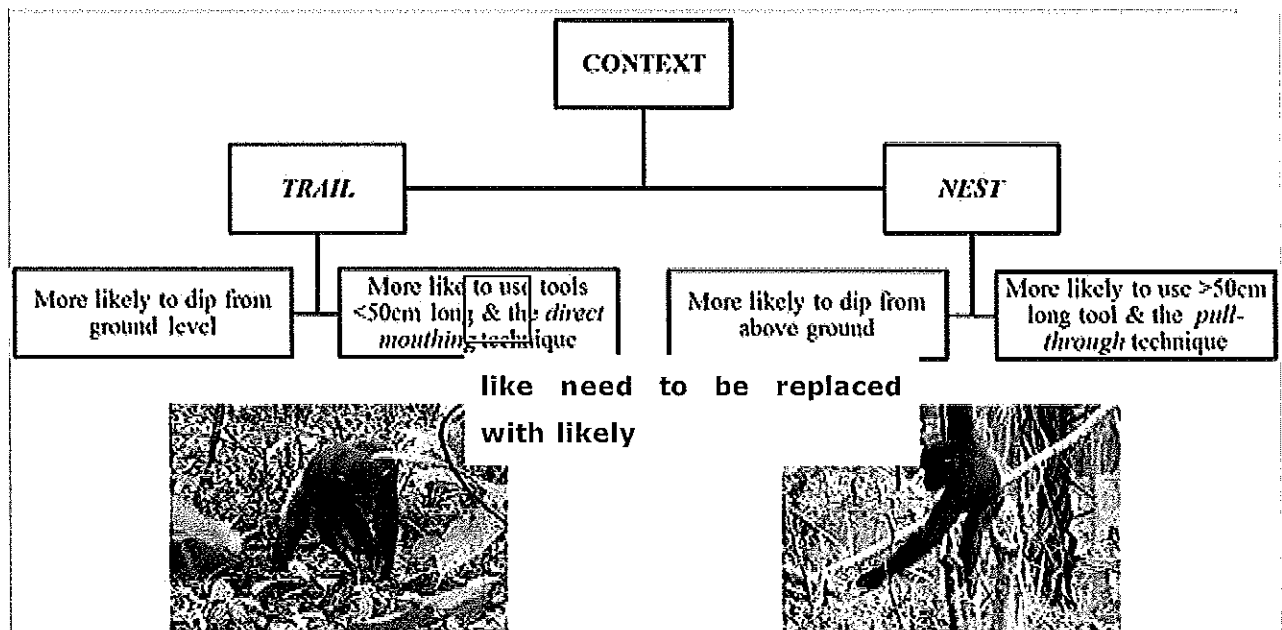 CONTEXT
TRAIL
NEST
More likely to dip from
ground level
More like to use tools
<50cm long & the direct
mouthing technique
More likely to dip from
above ground
More likely to use >50cm
long tool & the pull-
through technique
like need to be replaced
with likely